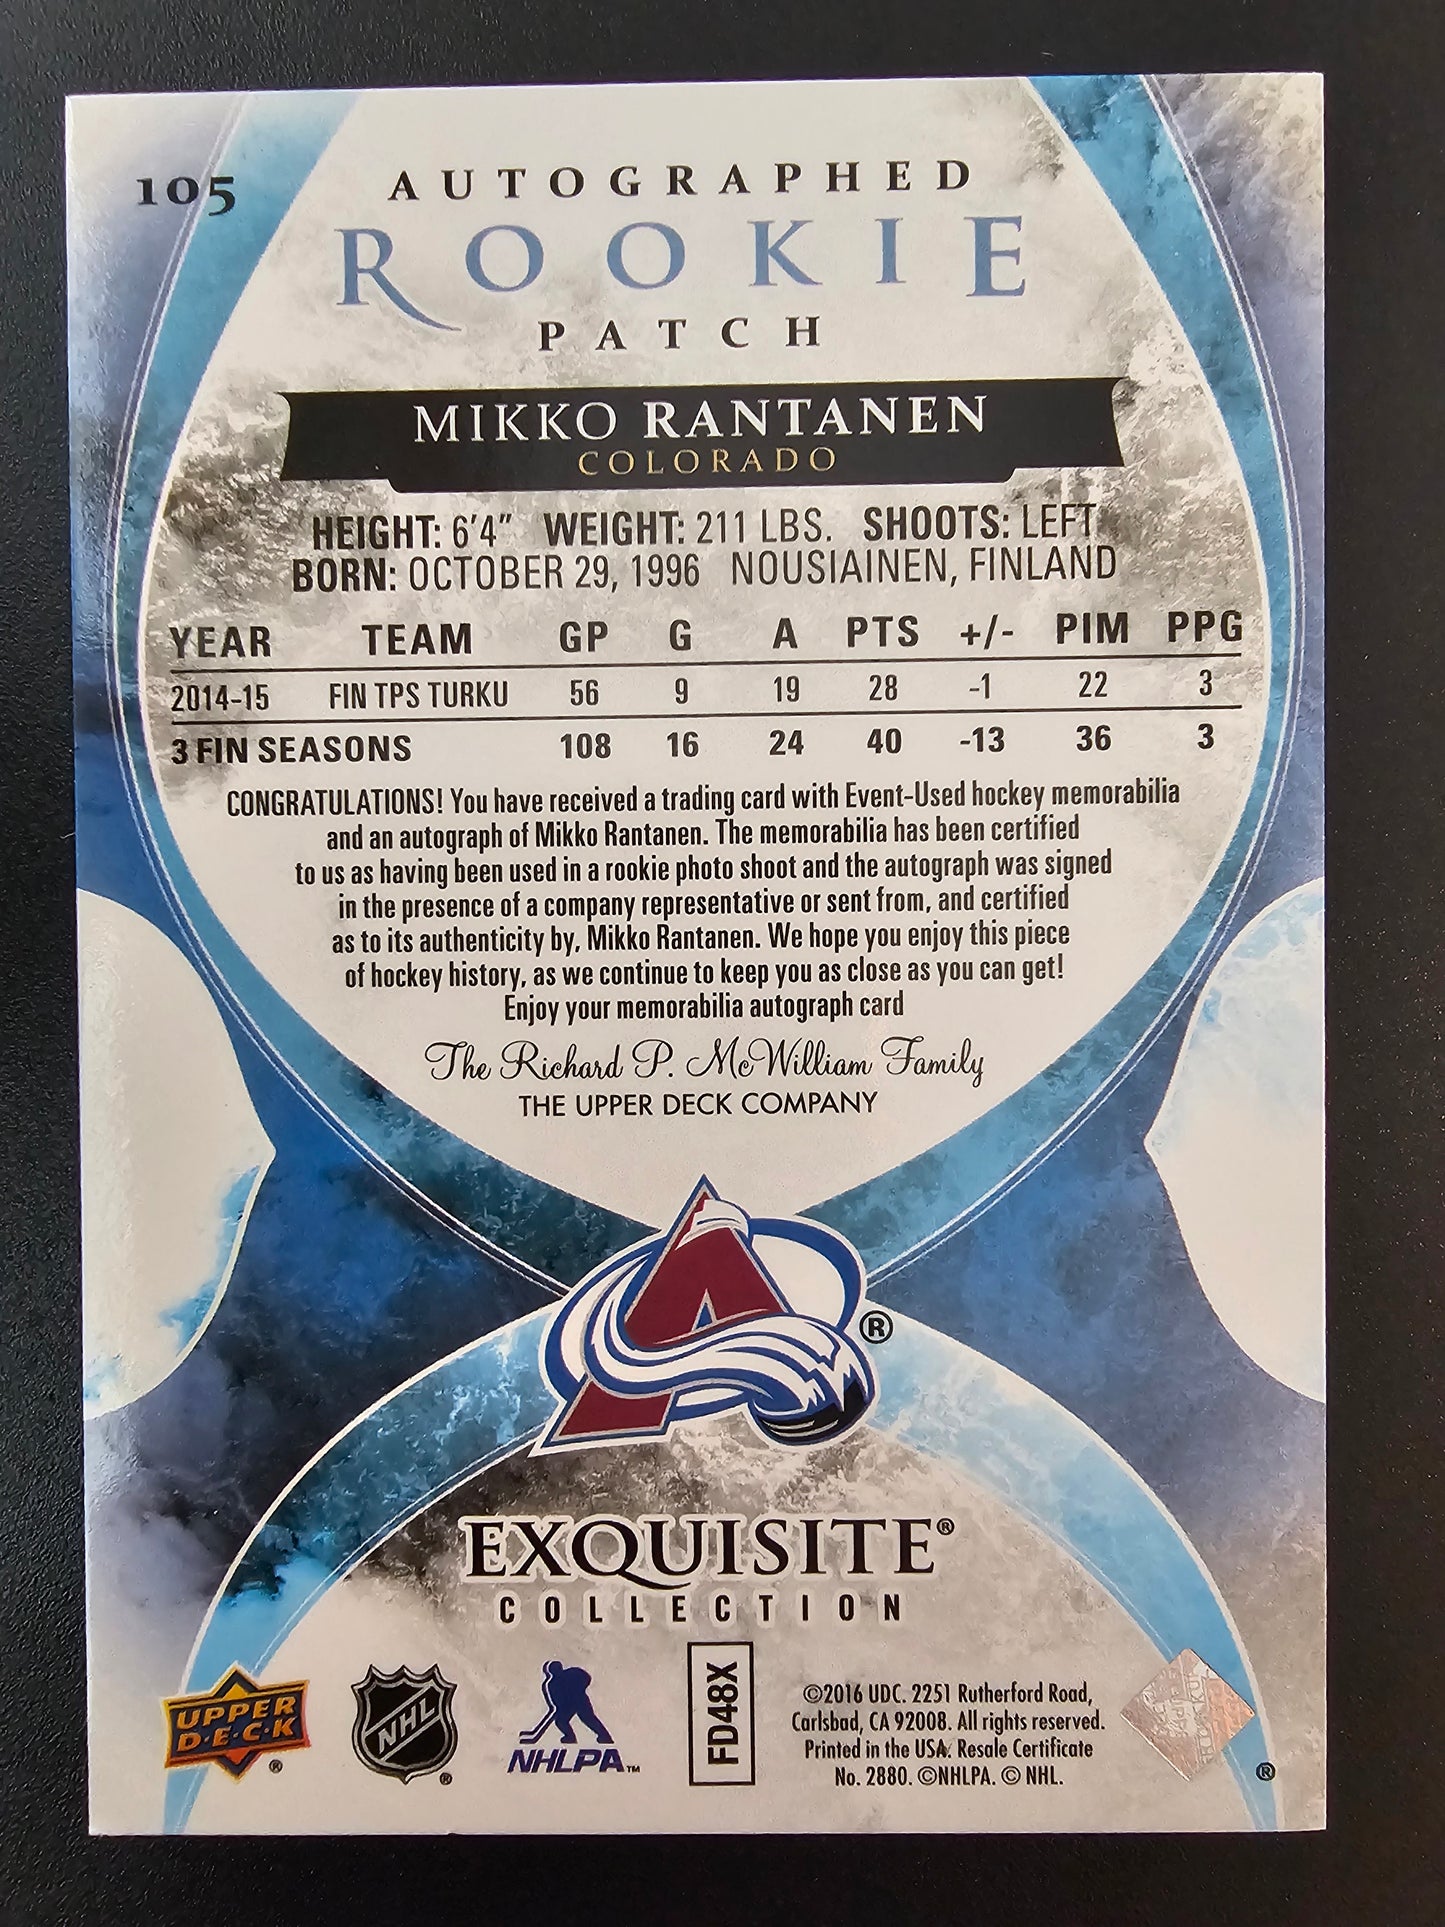 105
AUTOGRAPHED
ROOKIE
PATCH
MIKKO RANTANEN
COLORADO
HEIGHT: 6'4" WEIGHT: 211 LBS. SHOOTS: LEFT
BORN: OCTOBER 29, 1996 NOUSIAINEN, FINLAND
YEAR TEAM GP G A PTS +/- PIM PPG
2014-15 FIN TPS TURKU 56 9 19 28 -1 22 3
3 FIN SEASONS 108 16 24 40 -13 36 3
CONGRATULATIONS! You have received a trading card with Event-Used hockey memorabilia
and an autograph of Mikko Rantanen. The memorabilia has been certified
to us as having been used in a rookie photo shoot and the autograph was signed
in the presence of a company representative or sent from, and certified
as to its authenticity by, Mikko Rantanen. We hope you enjoy this piece
of hockey history, as we continue to keep you as close as you can get!
Enjoy your memorabilia autograph card
The Richard P. McWilliam Family
THE UPPER DECK COMPANY
A ®
EXQUISITE®
COLLECTION
UPPER
D·E·C·K ®
NHL ®
NHLPA™
FD48X
©2016 UDC. 2251 Rutherford Road,
Carlsbad, CA 92008. All rights reserved.
Printed in the USA. Resale Certificate
No. 2880. ©NHLPA. © NHL.
®